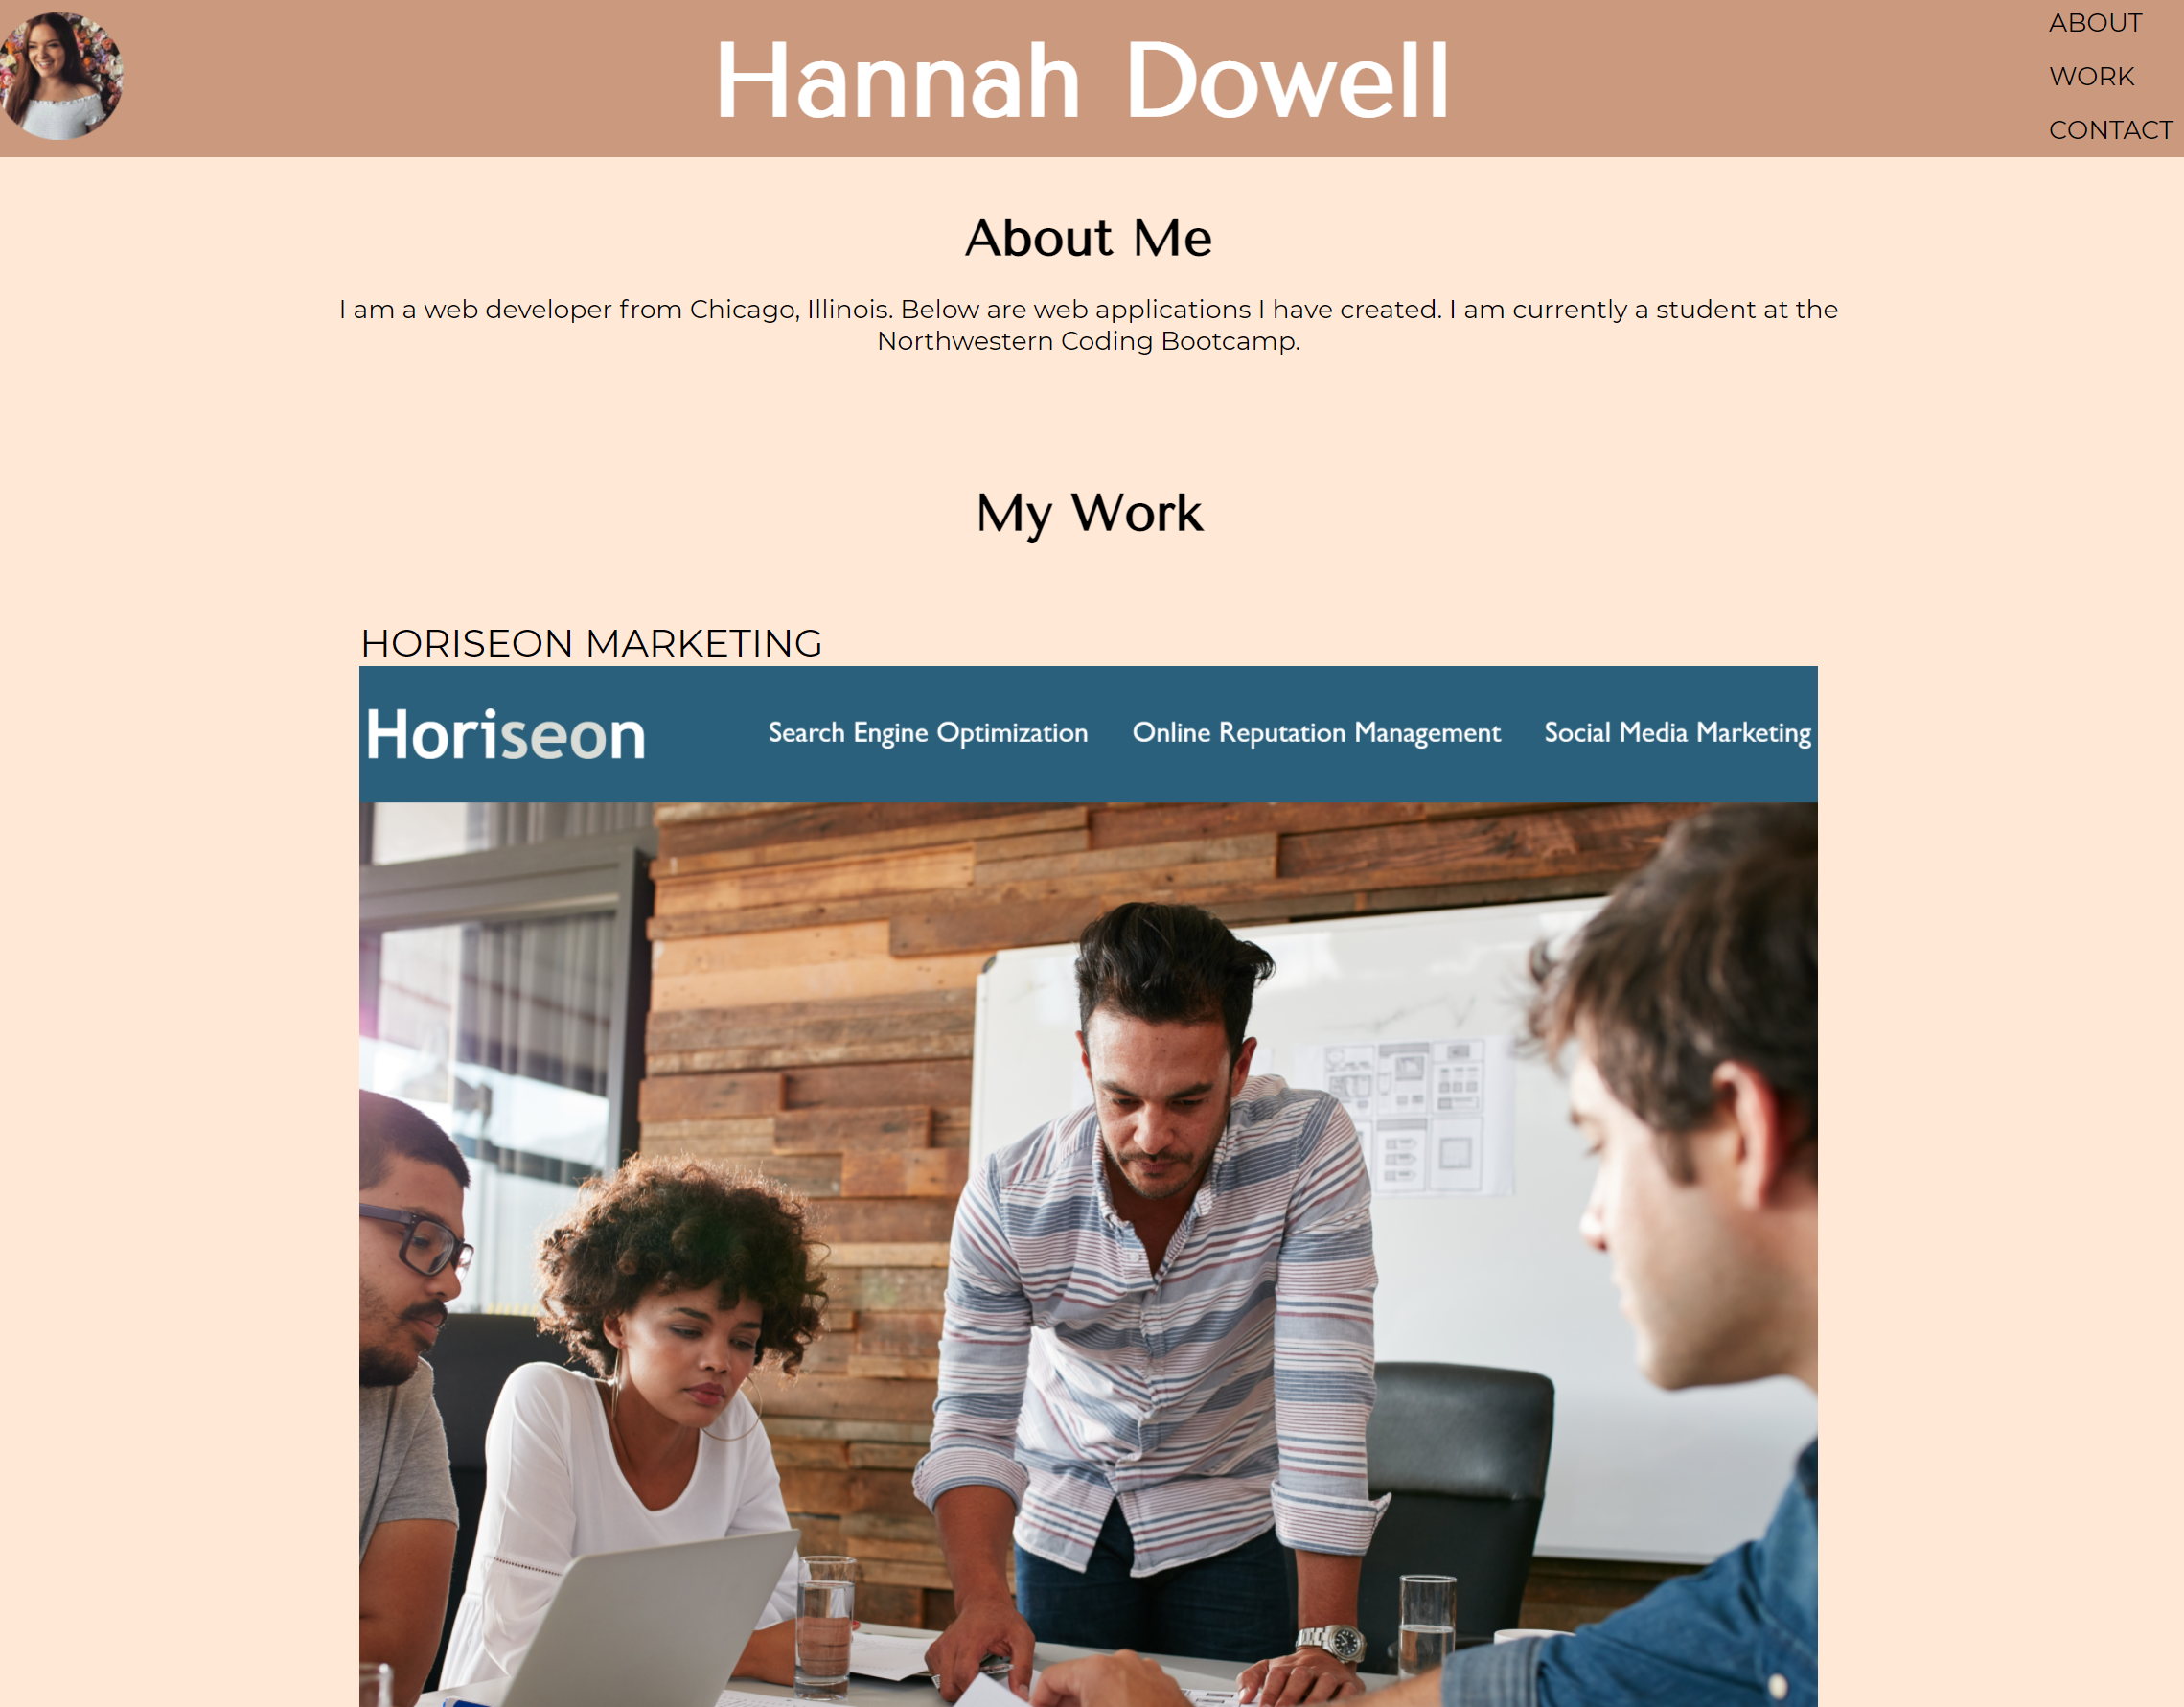 Hannah Dowell
ABOUT
WORK
CONTACT
About Me
I am a web developer from Chicago, Illinois. Below are web applications I have created. I am currently a student at the
Northwestern Coding Bootcamp.
My Work
HORISEON MARKETING
Horiseon
Search Engine Optimization
Online Reputation Management
Social Media Marketing